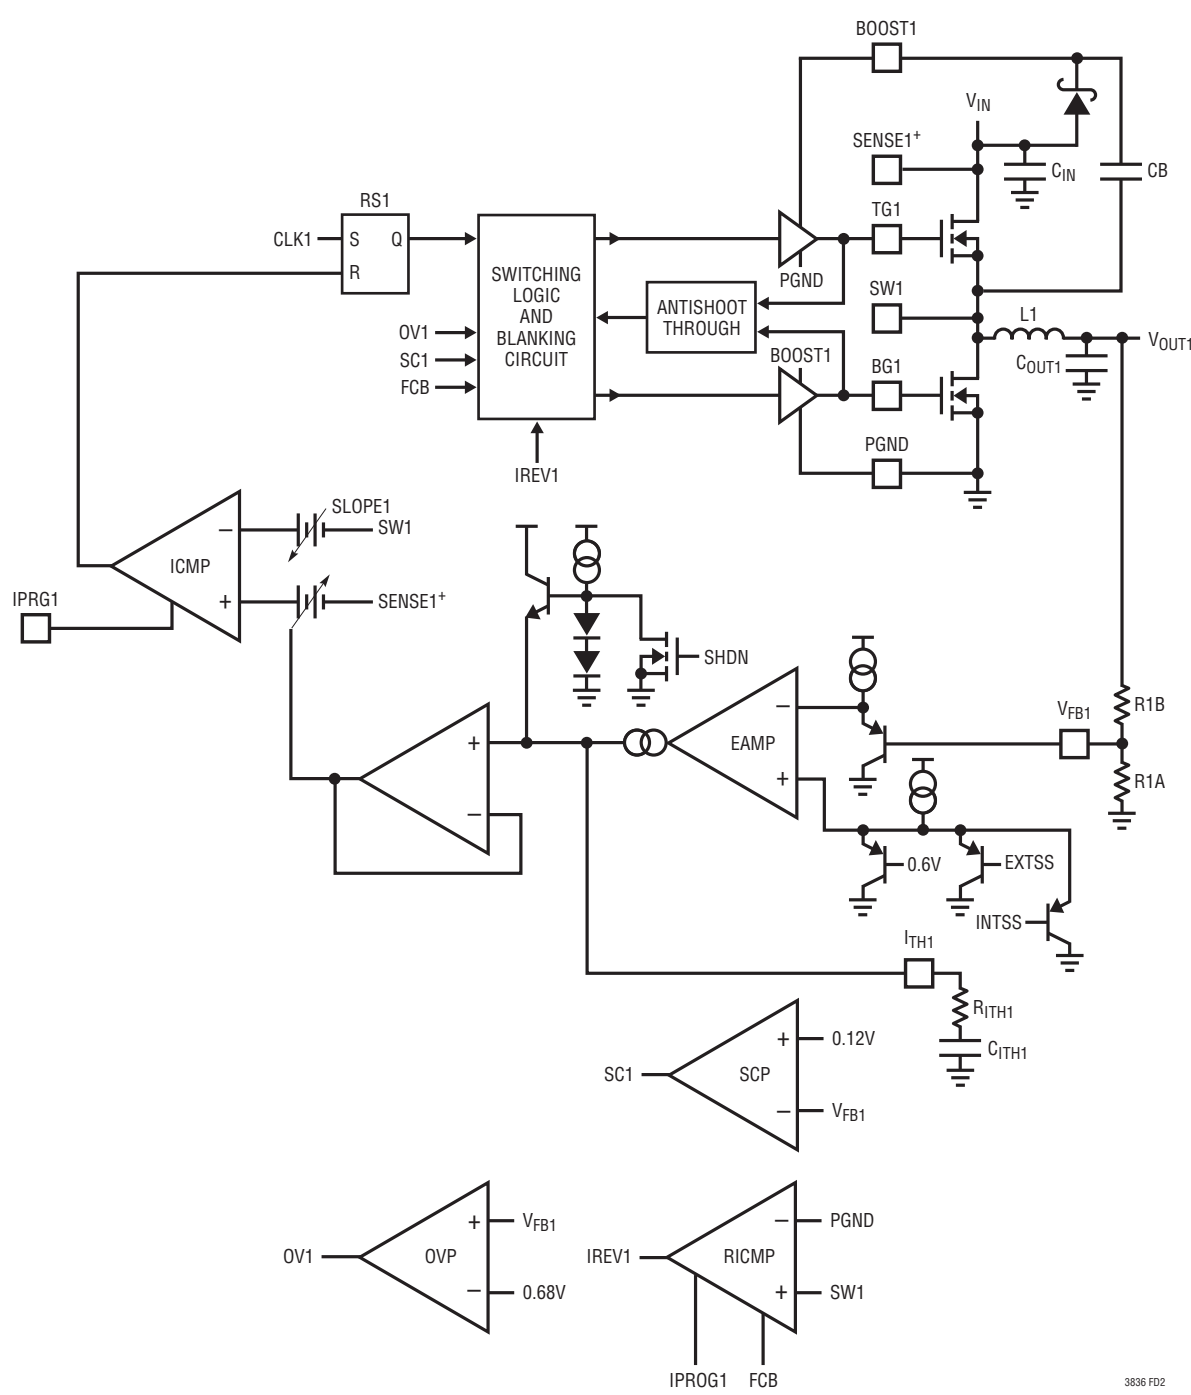 BOOST1
VIN
SENSE1+
CIN
CB
RS1
TG1
CLK1
S
Q
R
PGND
SWITCHING
LOGIC
AND
BLANKING
CIRCUIT
ANTISHOOT
THROUGH
SW1
L1
VOUT1
COUT1
OV1
SC1
FCB
BOOST1
BG1
PGND
IREV1
SLOPE1
–
SW1
ICMP
IPRG1
+
SENSE1+
SHDN
R1B
VFB1
–
EAMP
+
+
R1A
–
0.6V
EXTSS
INTSS
ITH1
RITH1
CITH1
+
0.12V
SC1
SCP
–
VFB1
+
VFB1
OV1
OVP
–
0.68V
–
PGND
IREV1
RICMP
+
SW1
IPROG1
FCB
3836 FD2